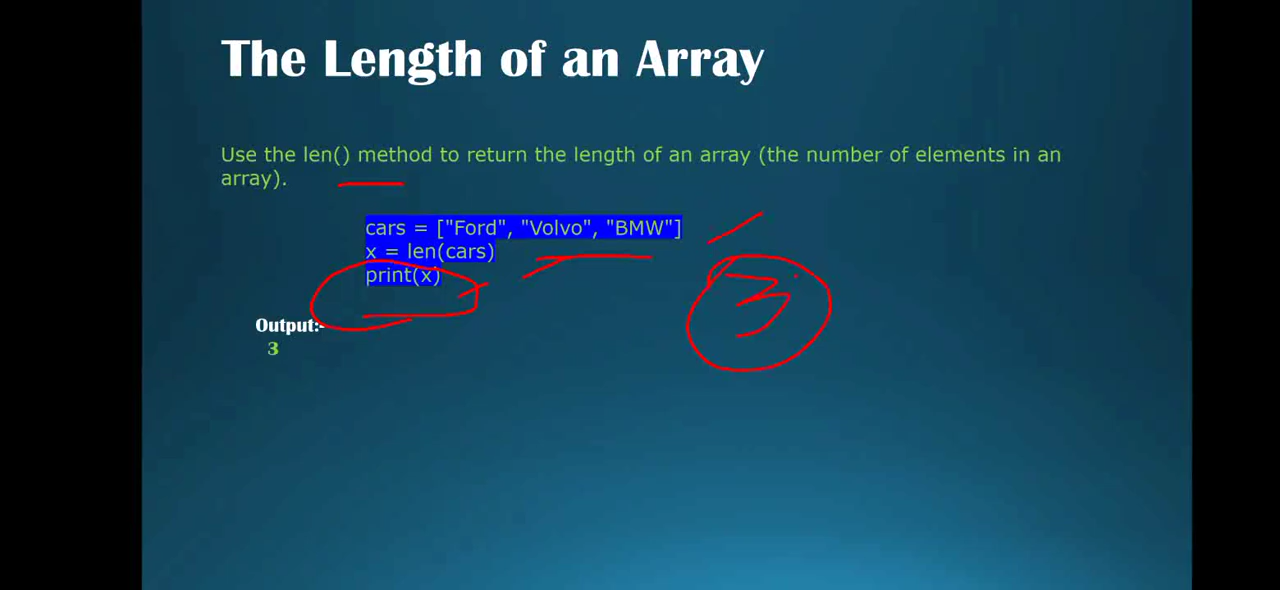 The Length of an Array
Use the len() method to return the length of an array (the number of elements in an
array).
cars = ["Ford", "Volvo", "BMW"]
x = len(cars)
print(x)
3
Output:-
3